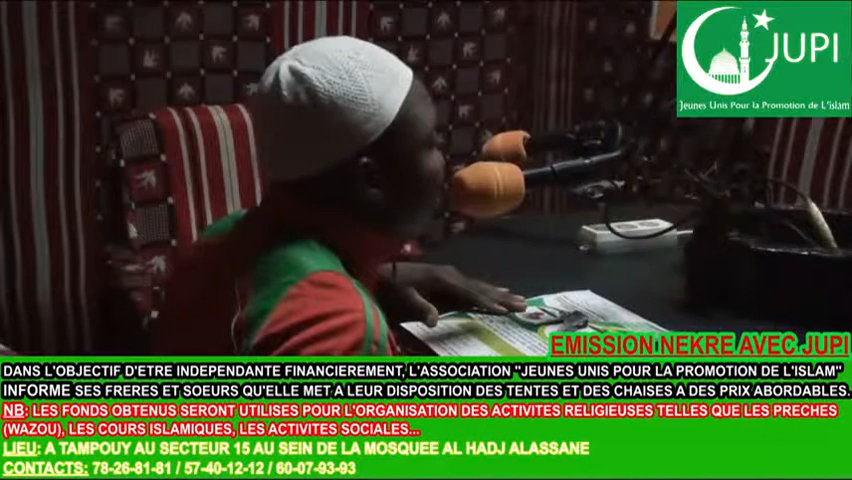 JUPI
Jeunes Unis Pour la Promotion de L'Islam
EMISSION NEKRE AVEC JUPI
DANS L'OBJECTIF D'ETRE INDEPENDANTE FINANCIEREMENT, L'ASSOCIATION "JEUNES UNIS POUR LA PROMOTION DE L'ISLAM"
INFORME SES FRERES ET SOEURS QU'ELLE MET A LEUR DISPOSITION DES TENTES ET DES CHAISES A DES PRIX ABORDABLES.
NB: LES FONDS OBTENUS SERONT UTILISES POUR L'ORGANISATION DES ACTIVITES RELIGIEUSES TELLES QUE LES PRECHES
(WAZOU), LES COURS ISLAMIQUES, LES ACTIVITES SOCIALES...
LIEU: A TAMPOUY AU SECTEUR 15 AU SEIN DE LA MOSQUEE AL HADJ ALASSANE
CONTACTS: 78-26-81-81 / 57-40-12-12 / 60-07-93-93